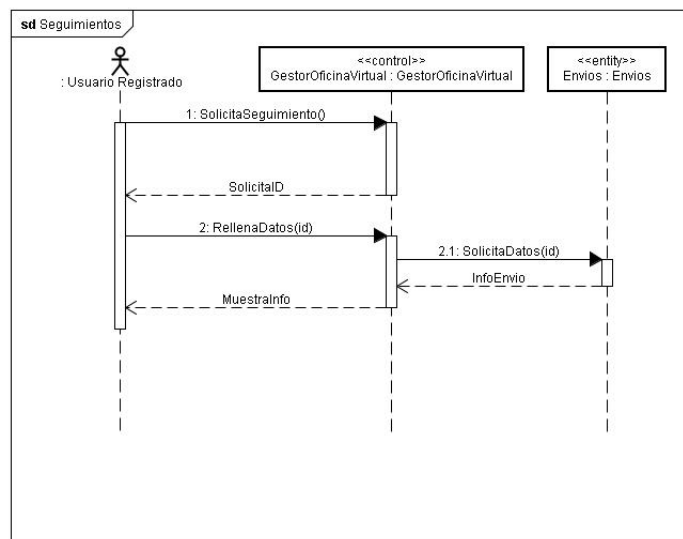 sd Seguimientos
: Usuario Registrado
<<control>>
GestorOficinaVirtual : GestorOficinaVirtual
<<entity>>
Envios : Envios
1: SolicitaSeguimiento()
SolicitaID
2: RellenaDatos(id)
2.1: SolicitaDatos(id)
InfoEnvio
MuestraInfo